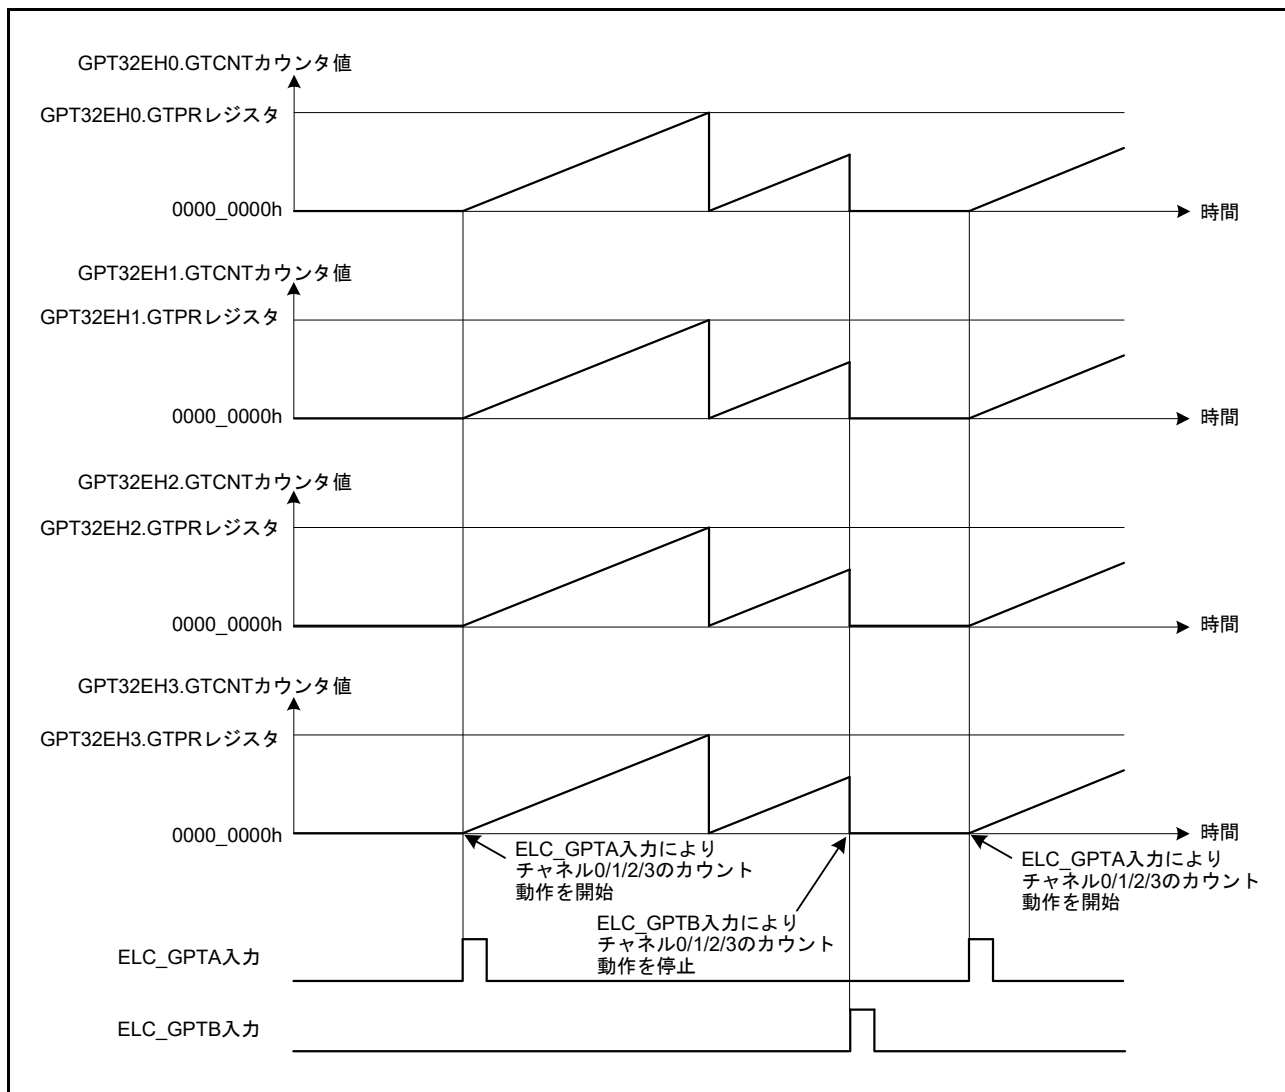 GPT32EH0.GTCNTカウンタ値
GPT32EH0.GTPRレジスタ
0000_0000h
時間
GPT32EH1.GTCNTカウンタ値
GPT32EH1.GTPRレジスタ
0000_0000h
時間
GPT32EH2.GTCNTカウンタ値
GPT32EH2.GTPRレジスタ
0000_0000h
時間
GPT32EH3.GTCNTカウンタ値
GPT32EH3.GTPRレジスタ
0000_0000h
時間
ELC_GPTA入力により
チャネル0/1/2/3のカウント
動作を開始
ELC_GPTB入力により
チャネル0/1/2/3のカウント
動作を停止
ELC_GPTA入力により
チャネル0/1/2/3のカウント
動作を開始
ELC_GPTA入力
ELC_GPTB入力